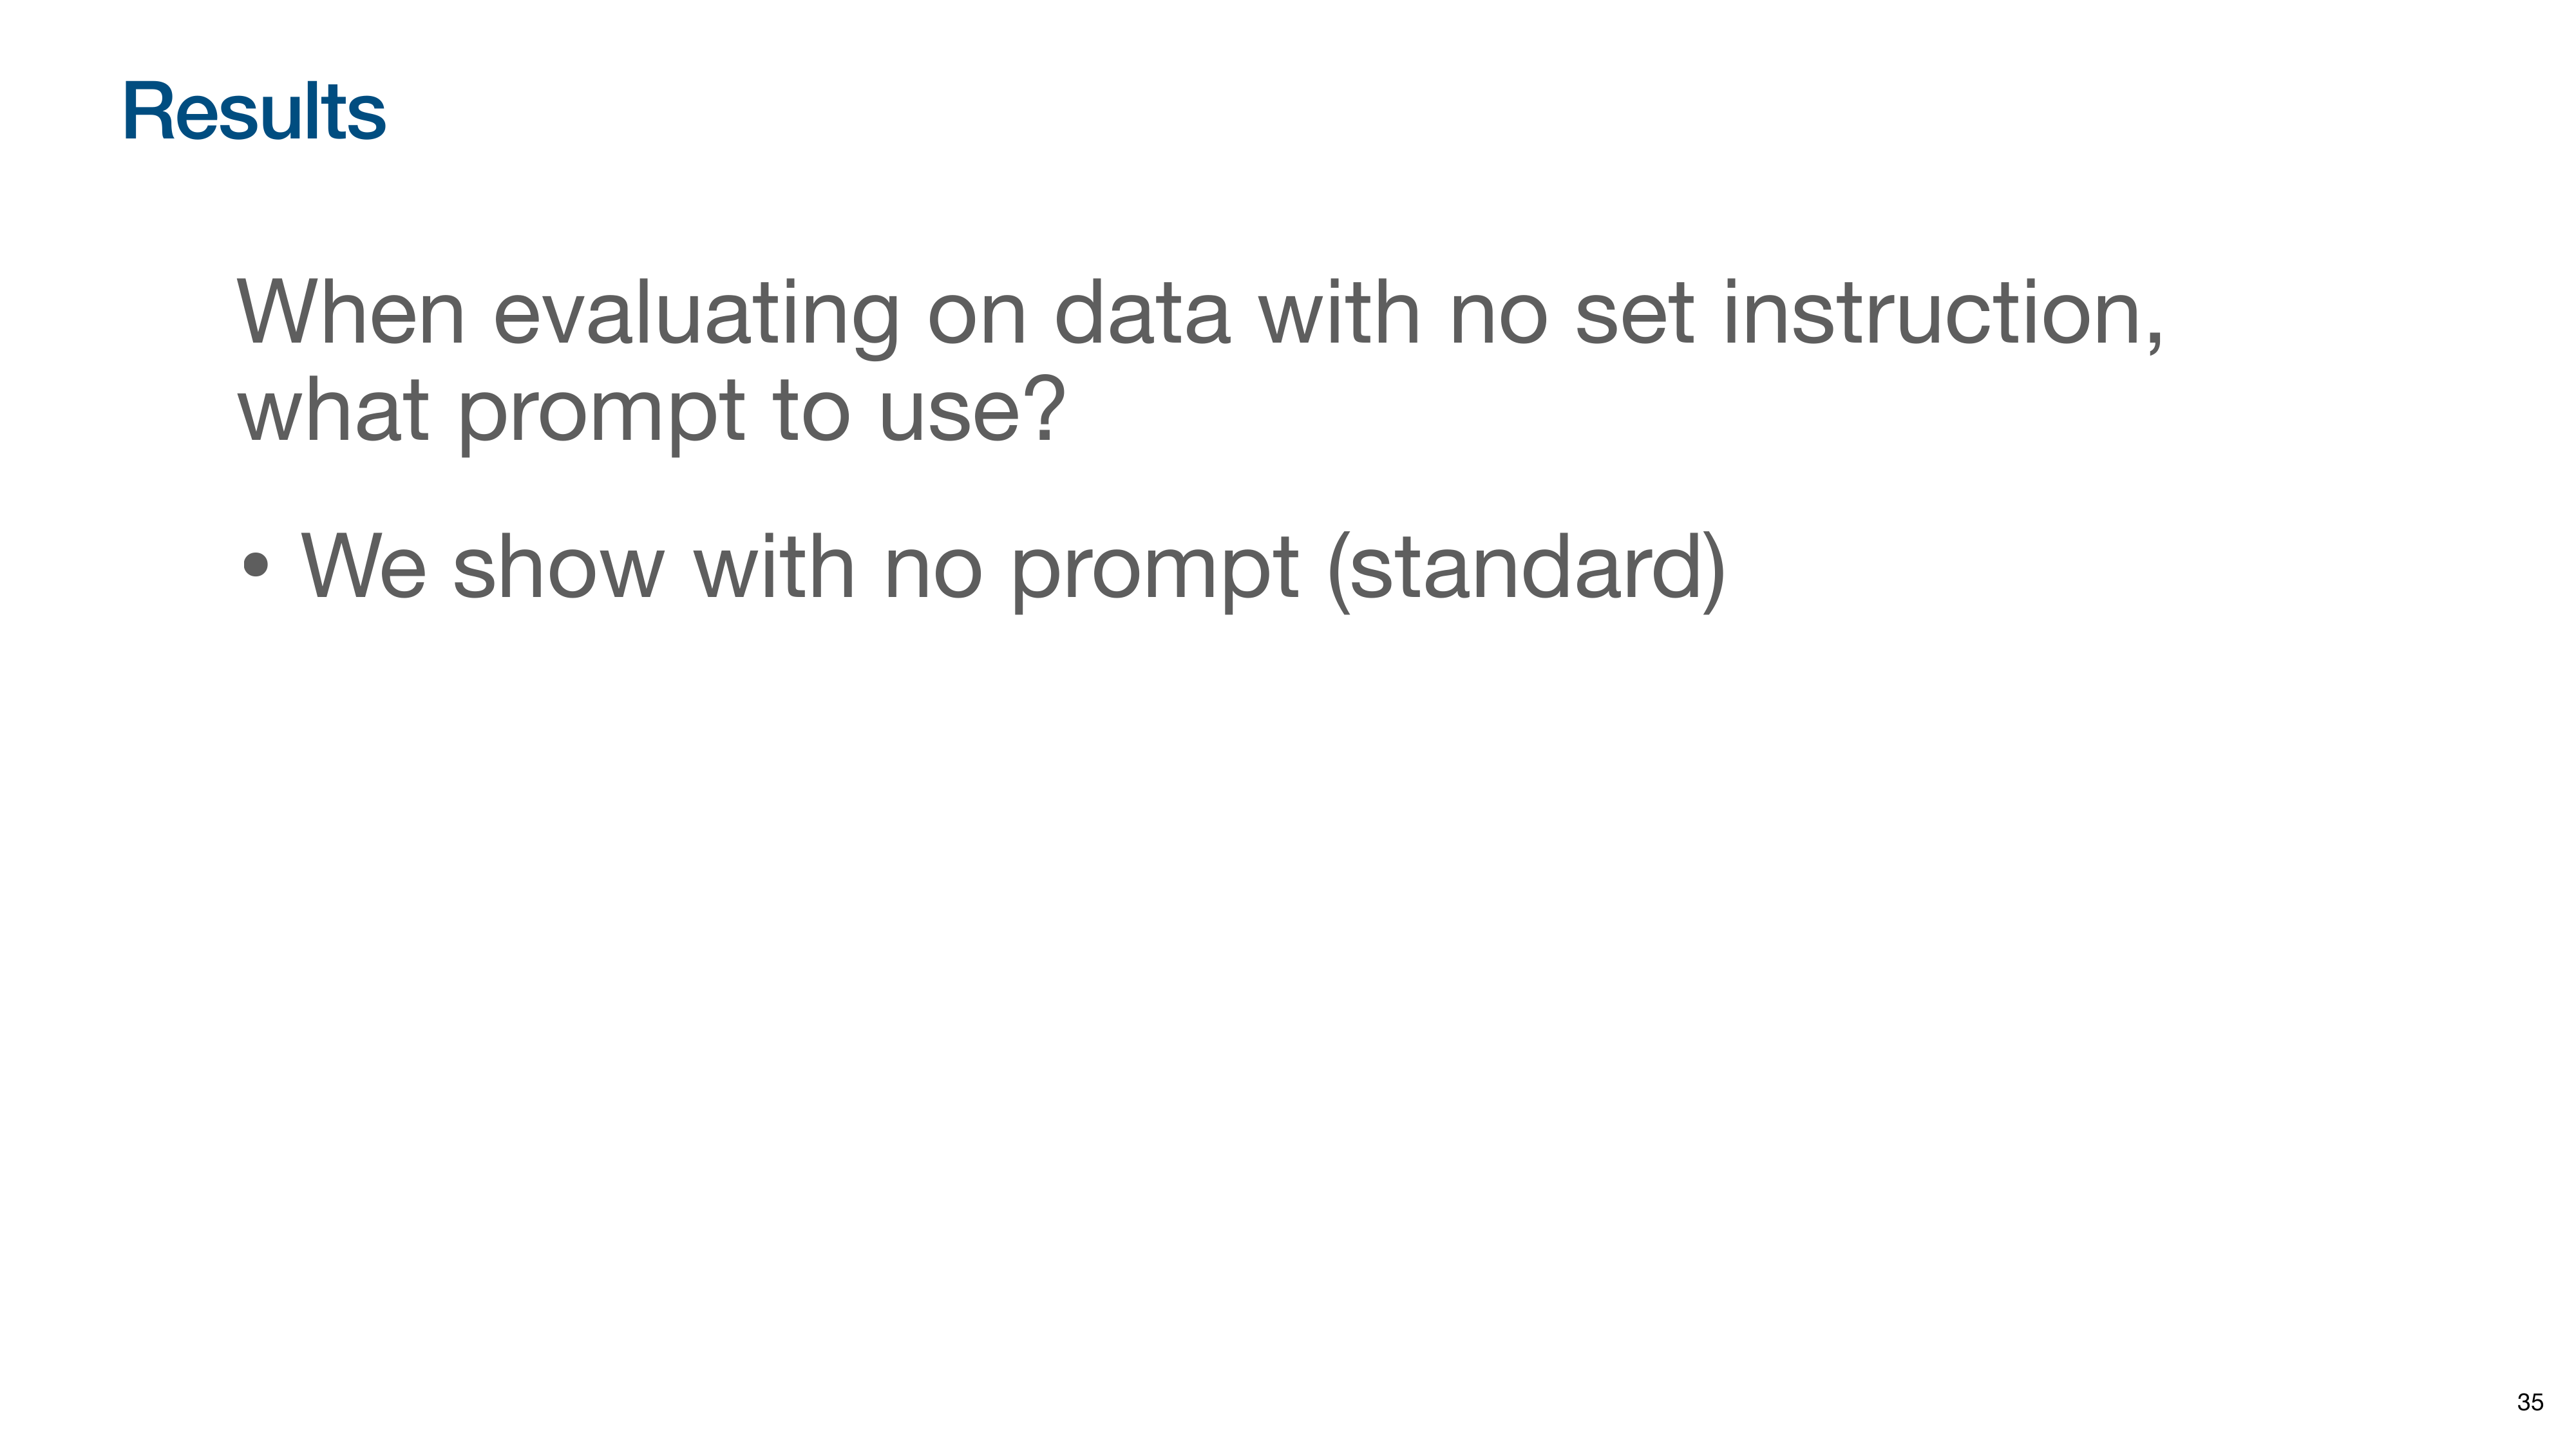 Results
When evaluating on data with no set instruction,
what prompt to use?
• We show with no prompt (standard)
35